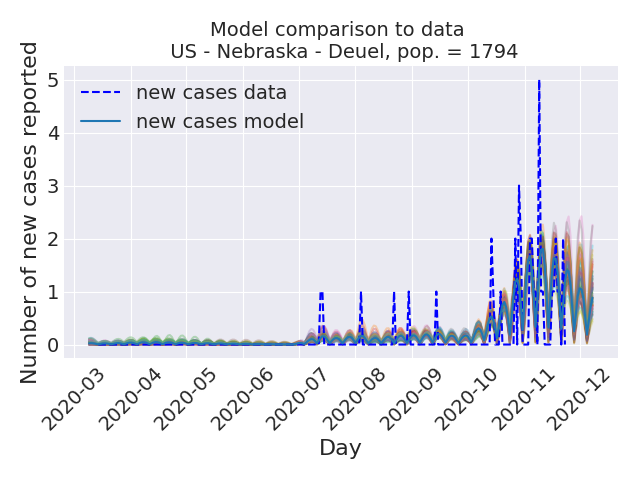 Model comparison to data
US - Nebraska - Deuel, pop. = 1794
Number of new cases reported
5
4
3
2
1
0
new cases data
new cases model
2020-03
2020-04
2020-05
2020-06
2020-07
2020-08
2020-09
2020-10
2020-11
2020-12
Day